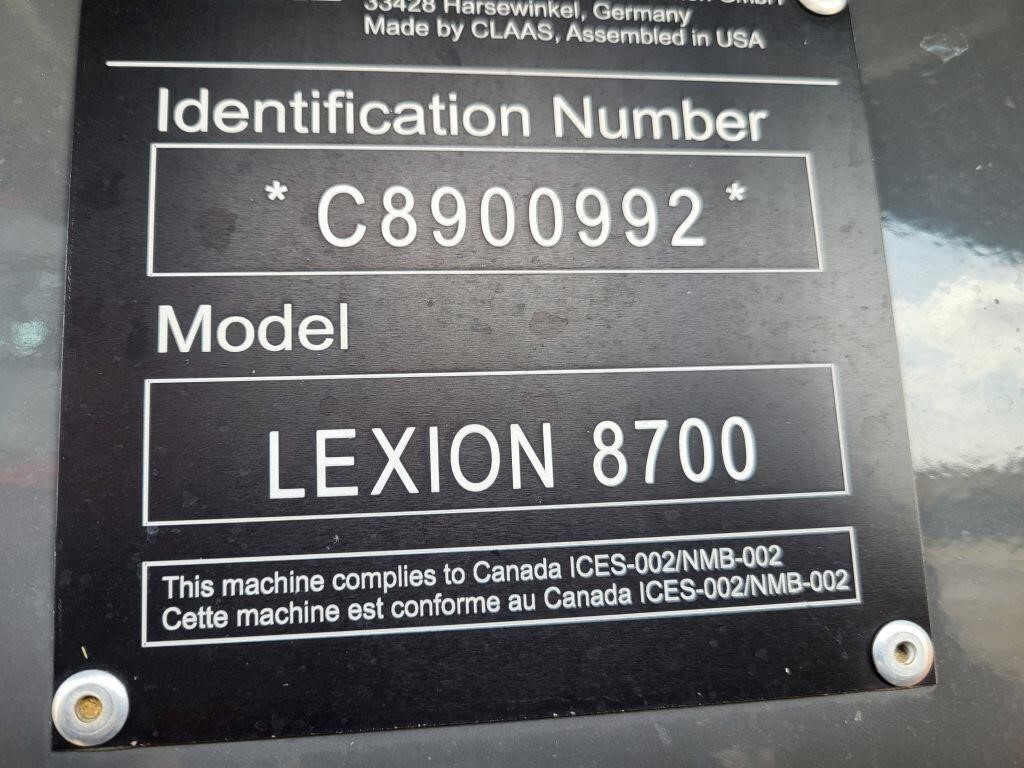 33428 Harsewinkel, Germany
Made by CLAAS, Assembled in USA
Identification Number
*C8900992*
Model
LEXION 8700
This machine complies to Canada ICES-002/NMB-002
Cette machine est conforme au Canada ICES-002/NMB-002